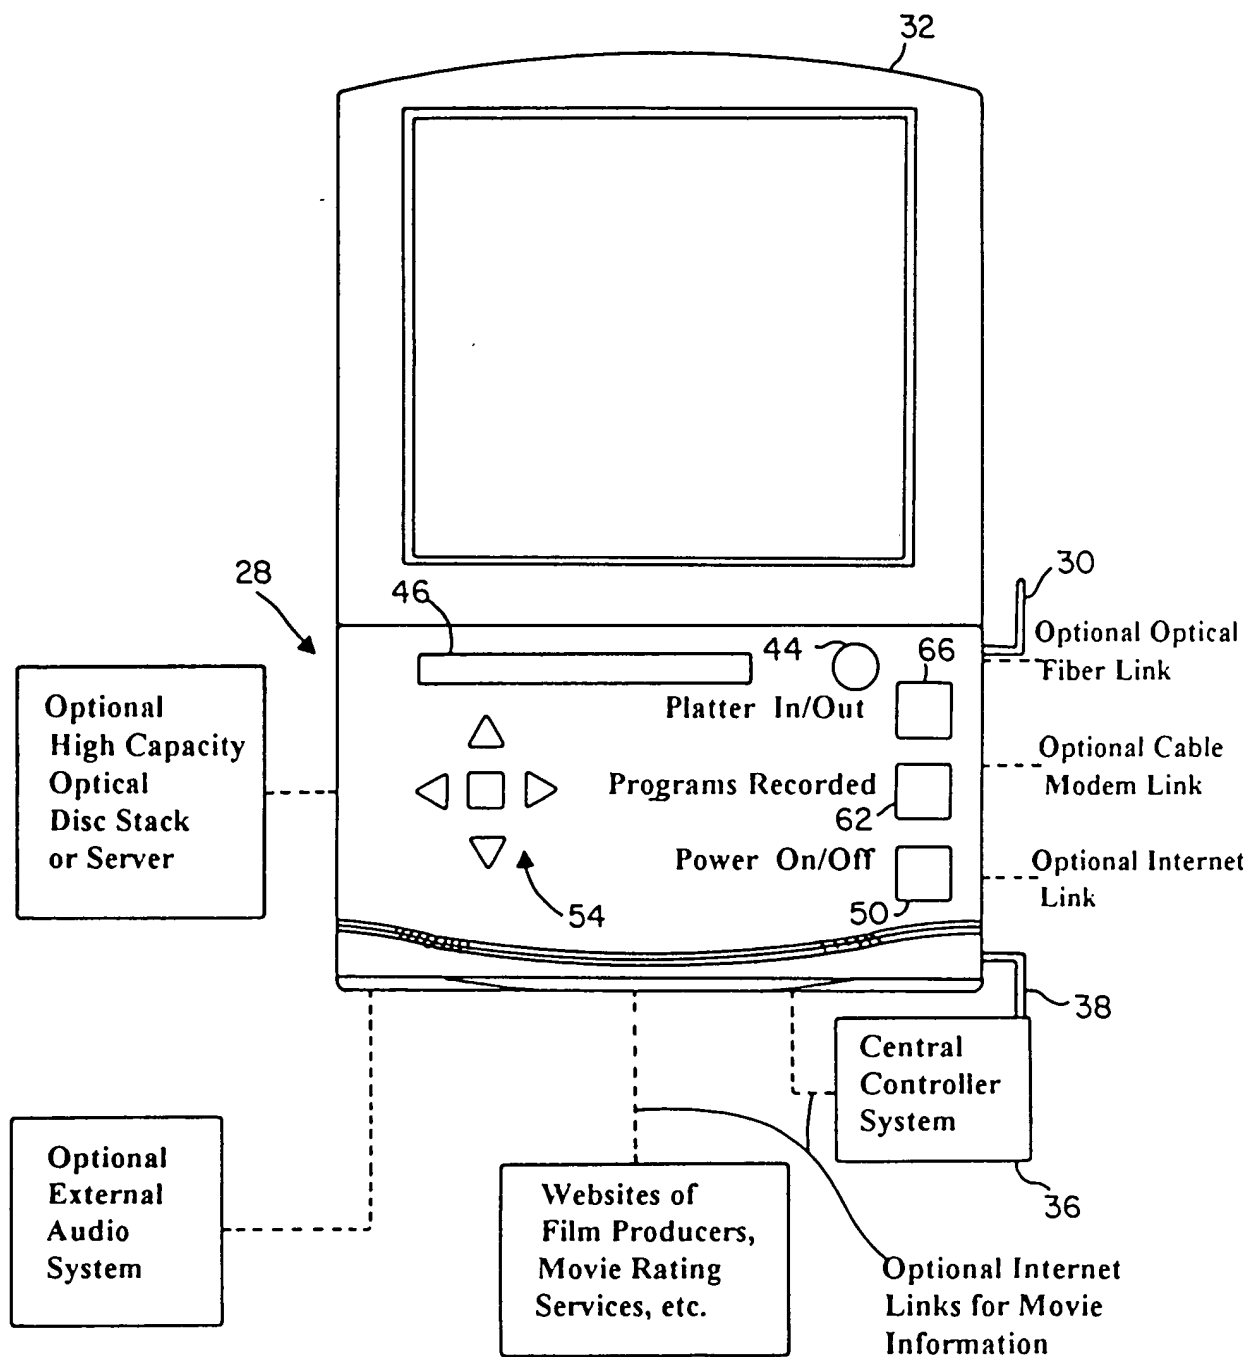 32
28
46
44
66
30
Optional Optical
Fiber Link
Platter In/Out
Optional
High Capacity
Optical
Disc Stack
or Server
Programs Recorded
62
Optional Cable
Modem Link
Power On/Off
50
Optional Internet
Link
54
38
Central
Controller
System
36
Optional
External
Audio
System
Websites of
Film Producers,
Movie Rating
Services, etc.
Optional Internet
Links for Movie
Information